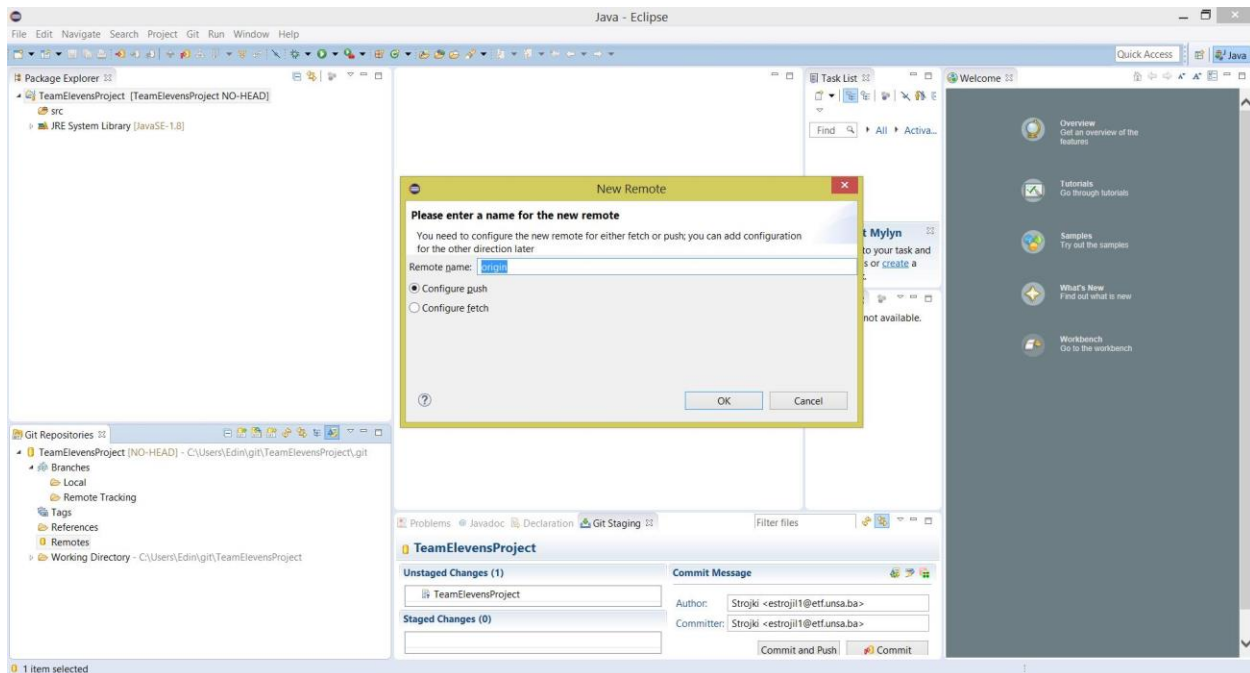 Java - Eclipse
File Edit Navigate Search Project Git Run Window Help
Quick Access
Java
Package Explorer
TeamElevensProject [TeamElevensProject NO-HEAD]
src
JRE System Library [JavaSE-1.8]
Task List
Find
All
Activa...
Welcome
Overview
Get an overview of the
features
Tutorials
Go through tutorials
Samples
Try out the samples
What's New
Find out what is new
Workbench
Go to the workbench
New Remote
Please enter a name for the new remote
You need to configure the new remote for either fetch or push; you can add configuration
for the other direction later
Remote name: origin
Configure push
Configure fetch
OK
Cancel
t Mylyn
to your task and
s or create a
not available.
Git Repositories
TeamElevensProject [NO-HEAD] - C:\Users\Edin\git\TeamElevensProject\.git
Branches
Local
Remote Tracking
Tags
References
Remotes
Working Directory - C:\Users\Edin\git\TeamElevensProject
Problems
Javadoc
Declaration
Git Staging
Filter files
TeamElevensProject
Unstaged Changes (1)
TeamElevensProject
Staged Changes (0)
Commit Message
Author: Strojki <estrojil1@etf.unsa.ba>
Committer: Strojki <estrojil1@etf.unsa.ba>
Commit and Push
Commit
1 item selected